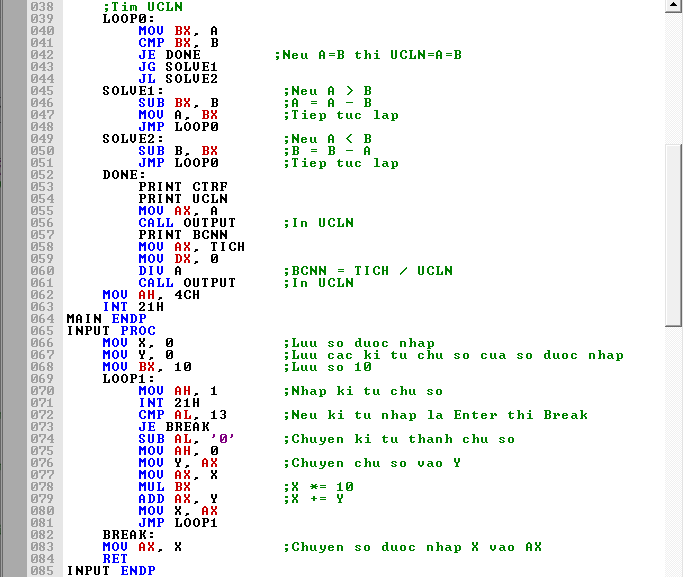 038 ;Tim UCLN
039 LOOP0:
040 MOV BX, A
041 CMP BX, B
042 JE DONE ;Neu A=B thi UCLN=A=B
043 JG SOLVE1
044 JL SOLVE2
045 SOLVE1: ;Neu A > B
046 SUB BX, B ;A = A - B
047 MOV A, BX ;Tiep tuc lap
048 JMP LOOP0
049 SOLVE2: ;Neu A < B
050 SUB B, BX ;B = B - A
051 JMP LOOP0 ;Tiep tuc lap
052 DONE:
053 PRINT CTRF
054 PRINT UCLN
055 MOV AX, A
056 CALL OUTPUT ;In UCLN
057 PRINT BCNN
058 MOV AX, TICH
059 MOV DX, 0
060 DIV A ;BCNN = TICH / UCLN
061 CALL OUTPUT ;In UCLN
062 MOV AH, 4CH
063 INT 21H
064 MAIN ENDP
065 INPUT PROC
066 MOV X, 0 ;Luu so duoc nhap
067 MOV Y, 0 ;Luu cac ki tu chu so cua so duoc nhap
068 MOV BX, 10 ;Luu so 10
069 LOOP1:
070 MOV AH, 1 ;Nhap ki tu chu so
071 INT 21H
072 CMP AL, 13 ;Neu ki tu nhap la Enter thi Break
073 JE BREAK
074 SUB AL, '0' ;Chuyen ki tu thanh chu so
075 MOV AH, 0
076 MOV Y, AX ;Chuyen chu so vao Y
077 MOV AX, X
078 MUL BX ;X *= 10
079 ADD AX, Y ;X += Y
080 MOV X, AX
081 JMP LOOP1
082 BREAK:
083 MOV AX, X ;Chuyen so duoc nhap X vao AX
084 RET
085 INPUT ENDP